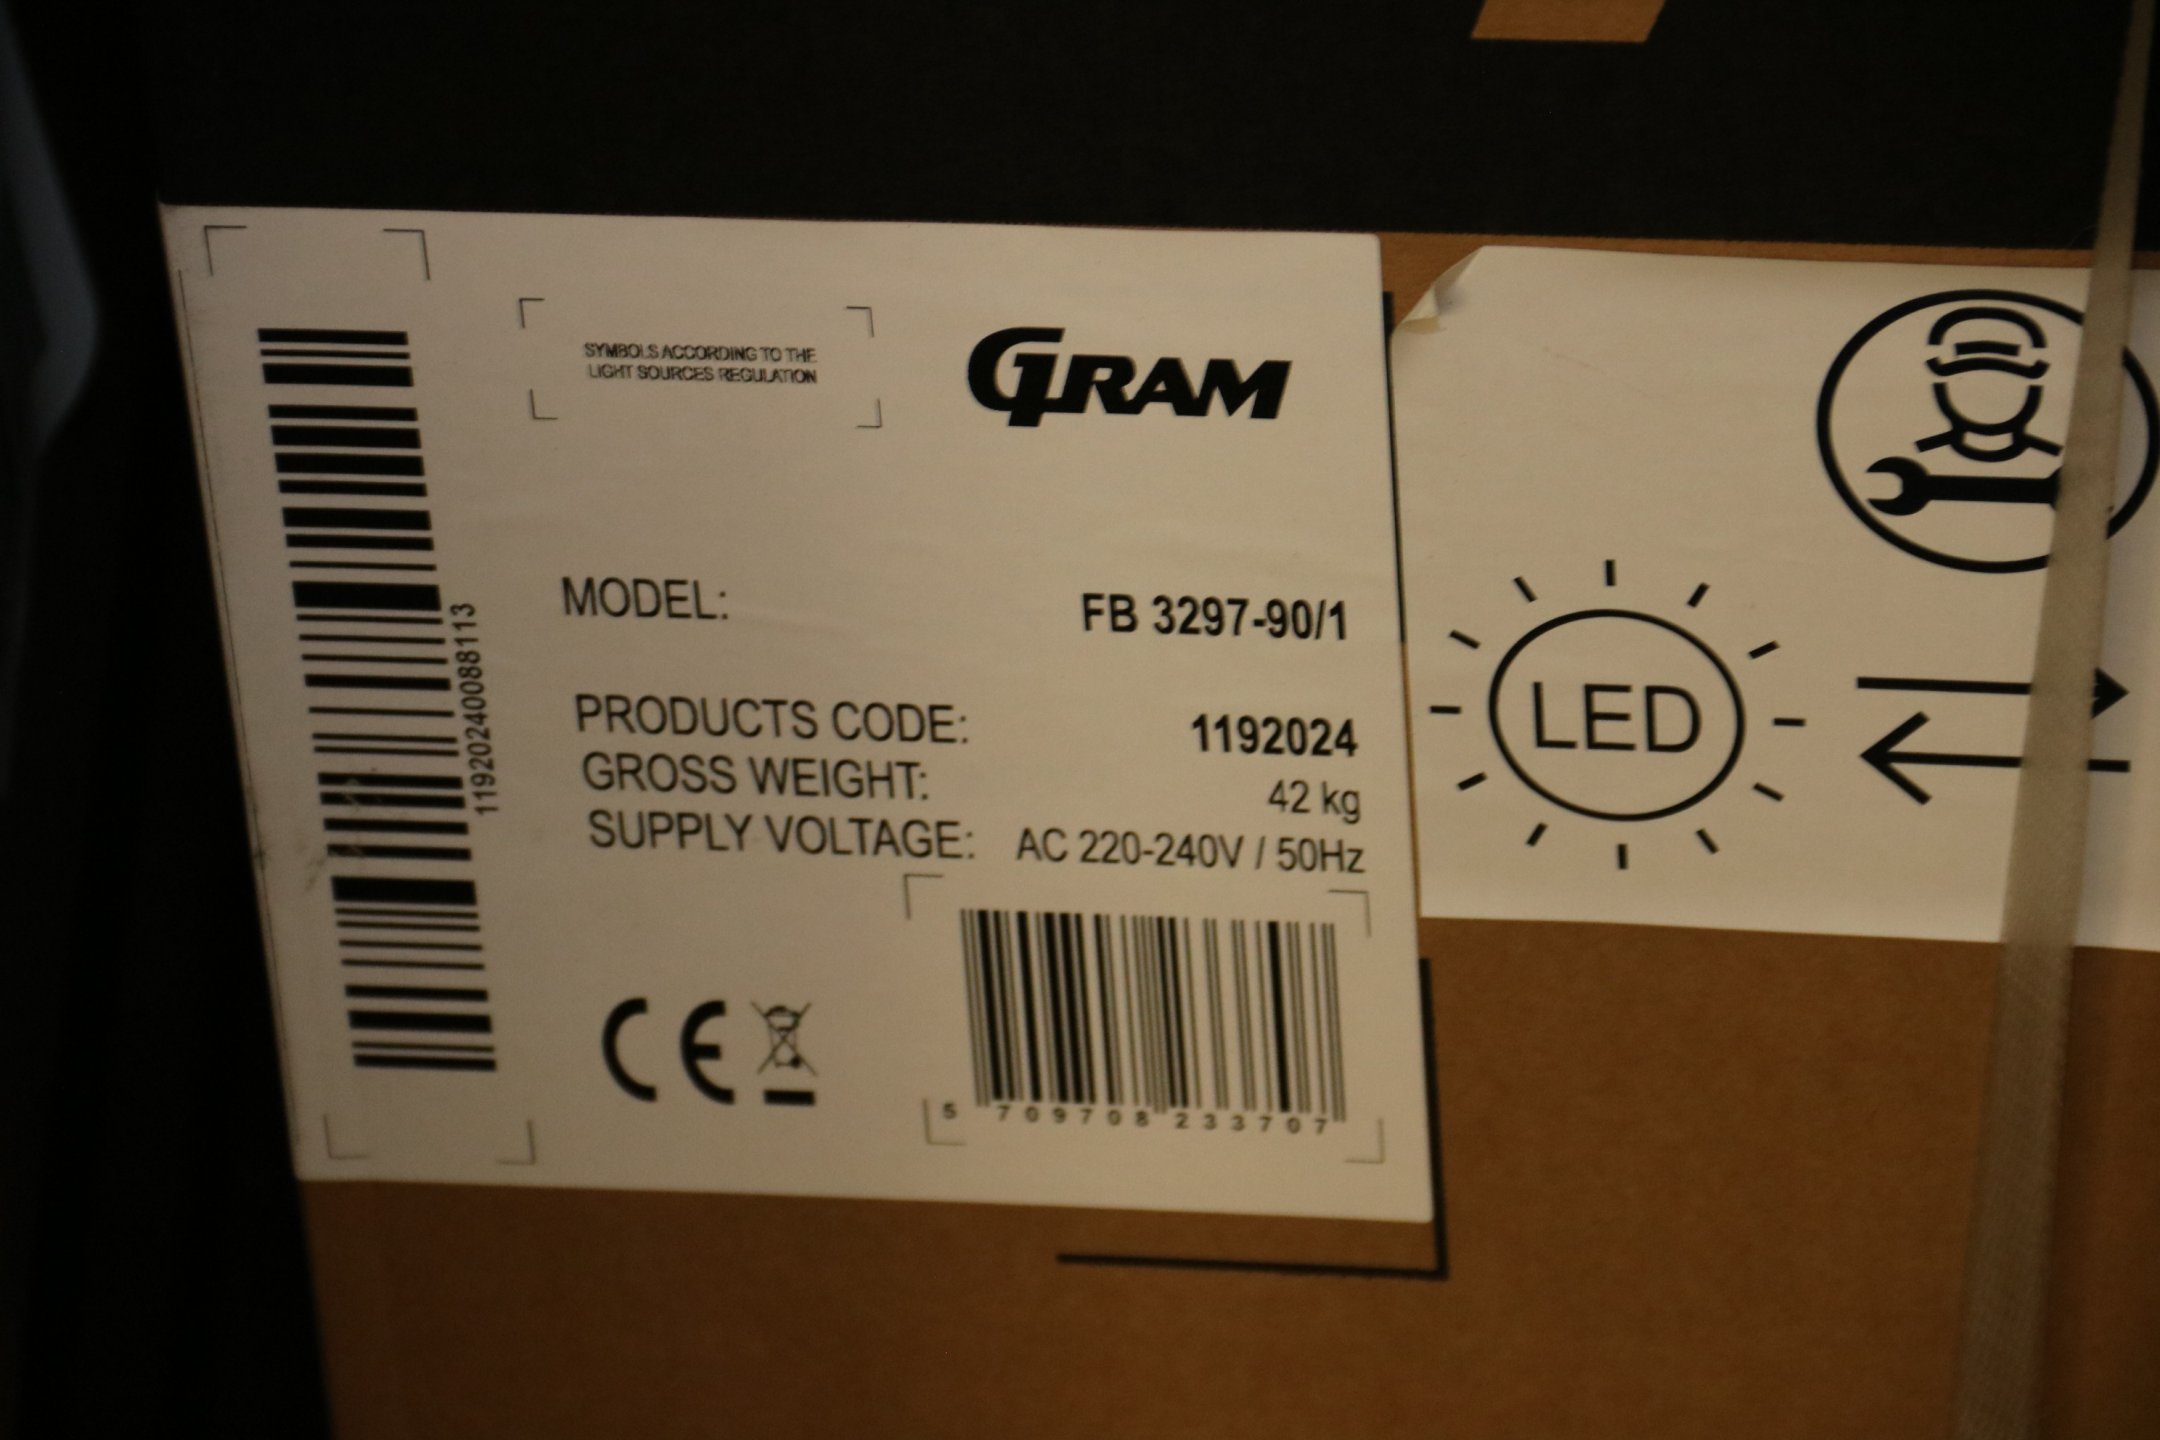 SYMBOLS ACCORDING TO THE
LIGHT SOURCES REGULATION
GRAM
MODEL: FB 3297-90/1
PRODUCTS CODE: 1192024
GROSS WEIGHT: 42 kg
SUPPLY VOLTAGE: AC 220-240V / 50Hz
11920240088113
CE
5 709708 233707
LED